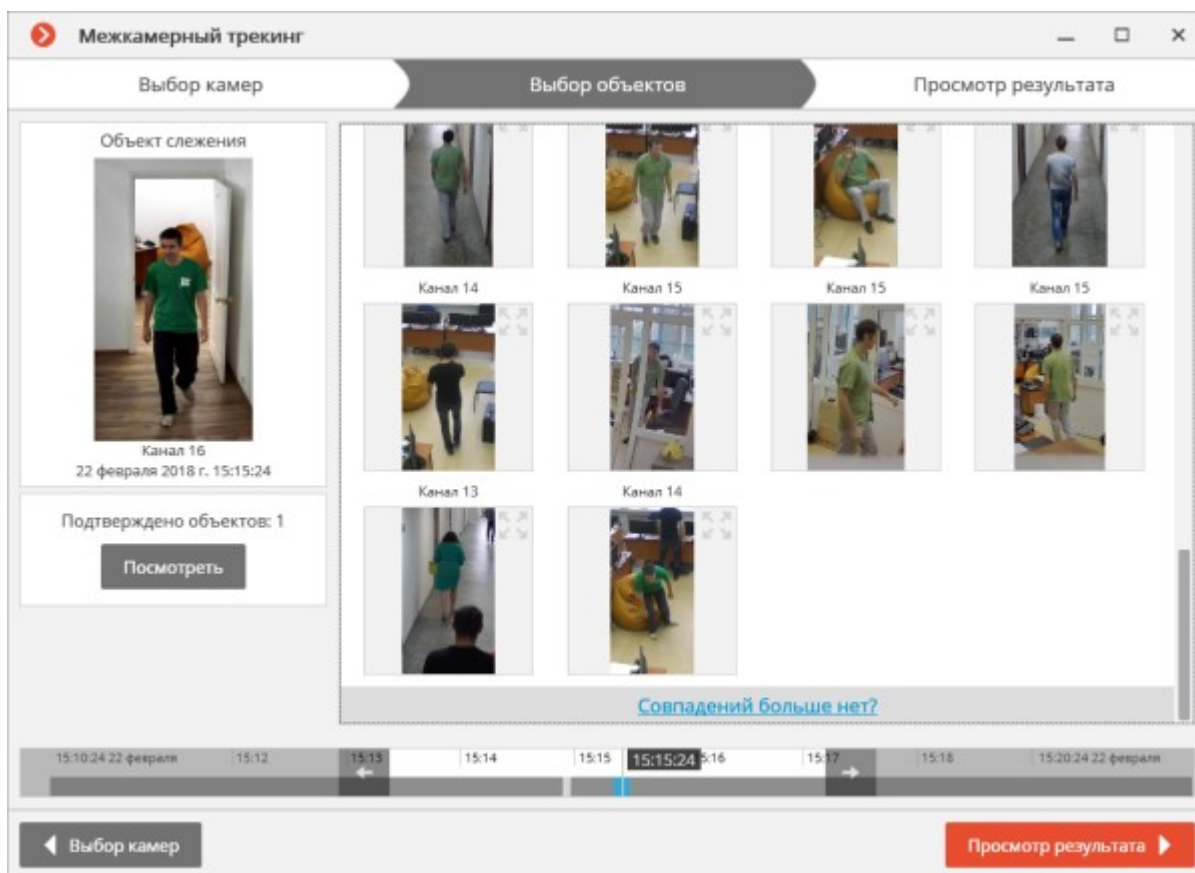 Межкамерный трекинг
Выбор камер
Выбор объектов
Просмотр результата
Объект слежения
Канал 16
22 февраля 2018 г. 15:15:24
Подтверждено объектов: 1
Посмотреть
Канал 14
Канал 15
Канал 15
Канал 15
Канал 13
Канал 14
Совпадений больше нет?
15:10:24 22 февраля
15:12
15:13
15:14
15:15
15:15:24
5:16
15:17
15:18
15:20:24 22 февраля
Выбор камер
Просмотр результата